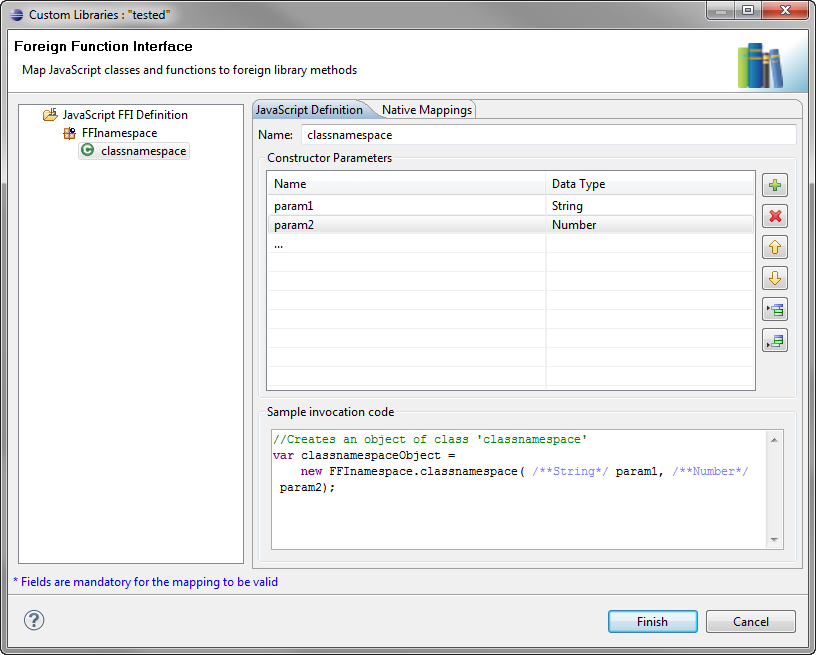 Custom Libraries : "tested"
Foreign Function Interface
Map JavaScript classes and functions to foreign library methods
JavaScript FFI Definition
FFInamespace
C classnamespace
JavaScript Definition Native Mappings
Name: classnamespace
Constructor Parameters
Name Data Type
param1 String
param2 Number
...
Sample invocation code
//Creates an object of class 'classnamespace'
var classnamespaceObject =
new FFInamespace.classnamespace( /**String*/ param1, /**Number*/
param2);
* Fields are mandatory for the mapping to be valid
? Finish Cancel